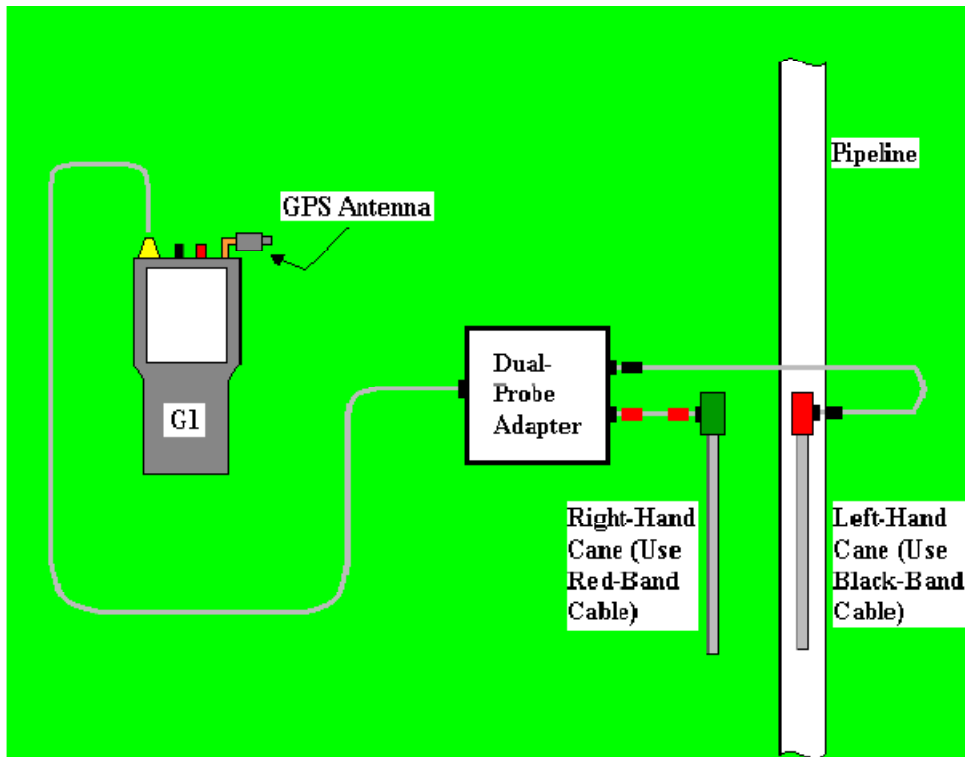 Pipeline
GPS Antenna
G1
Dual-
Probe
Adapter
Right-Hand
Cane (Use
Red-Band
Cable)
Left-Hand
Cane (Use
Black-Band
Cable)